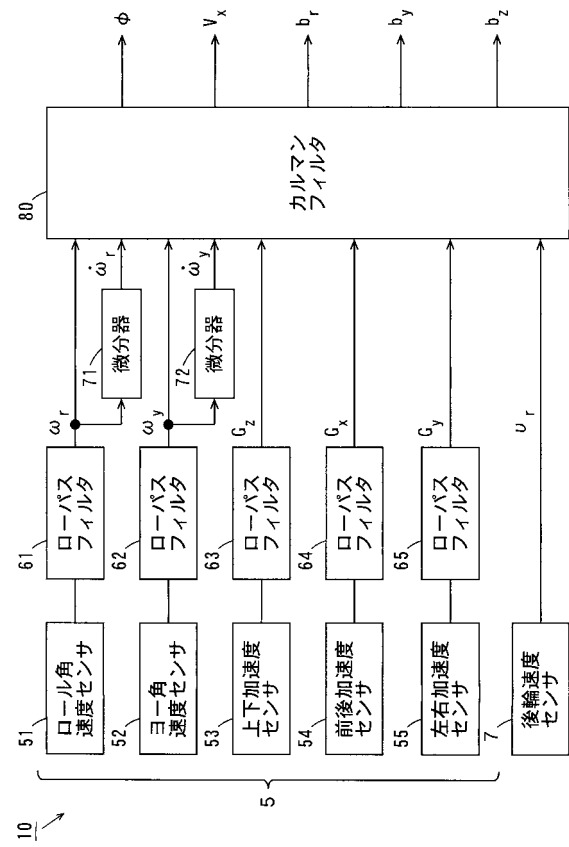 10
5
51
ロール角
速度センサ
61
ローパス
フィルタ
ωr
71
微分器
ω̇r
52
ヨー角
速度センサ
62
ローパス
フィルタ
ωy
72
微分器
ω̇y
53
上下加速度
センサ
63
ローパス
フィルタ
Gz
54
前後加速度
センサ
64
ローパス
フィルタ
Gx
55
左右加速度
センサ
65
ローパス
フィルタ
Gy
7
後輪速度
センサ
υr
80
カルマン
フィルタ
ϕ
Vx
br
by
bz